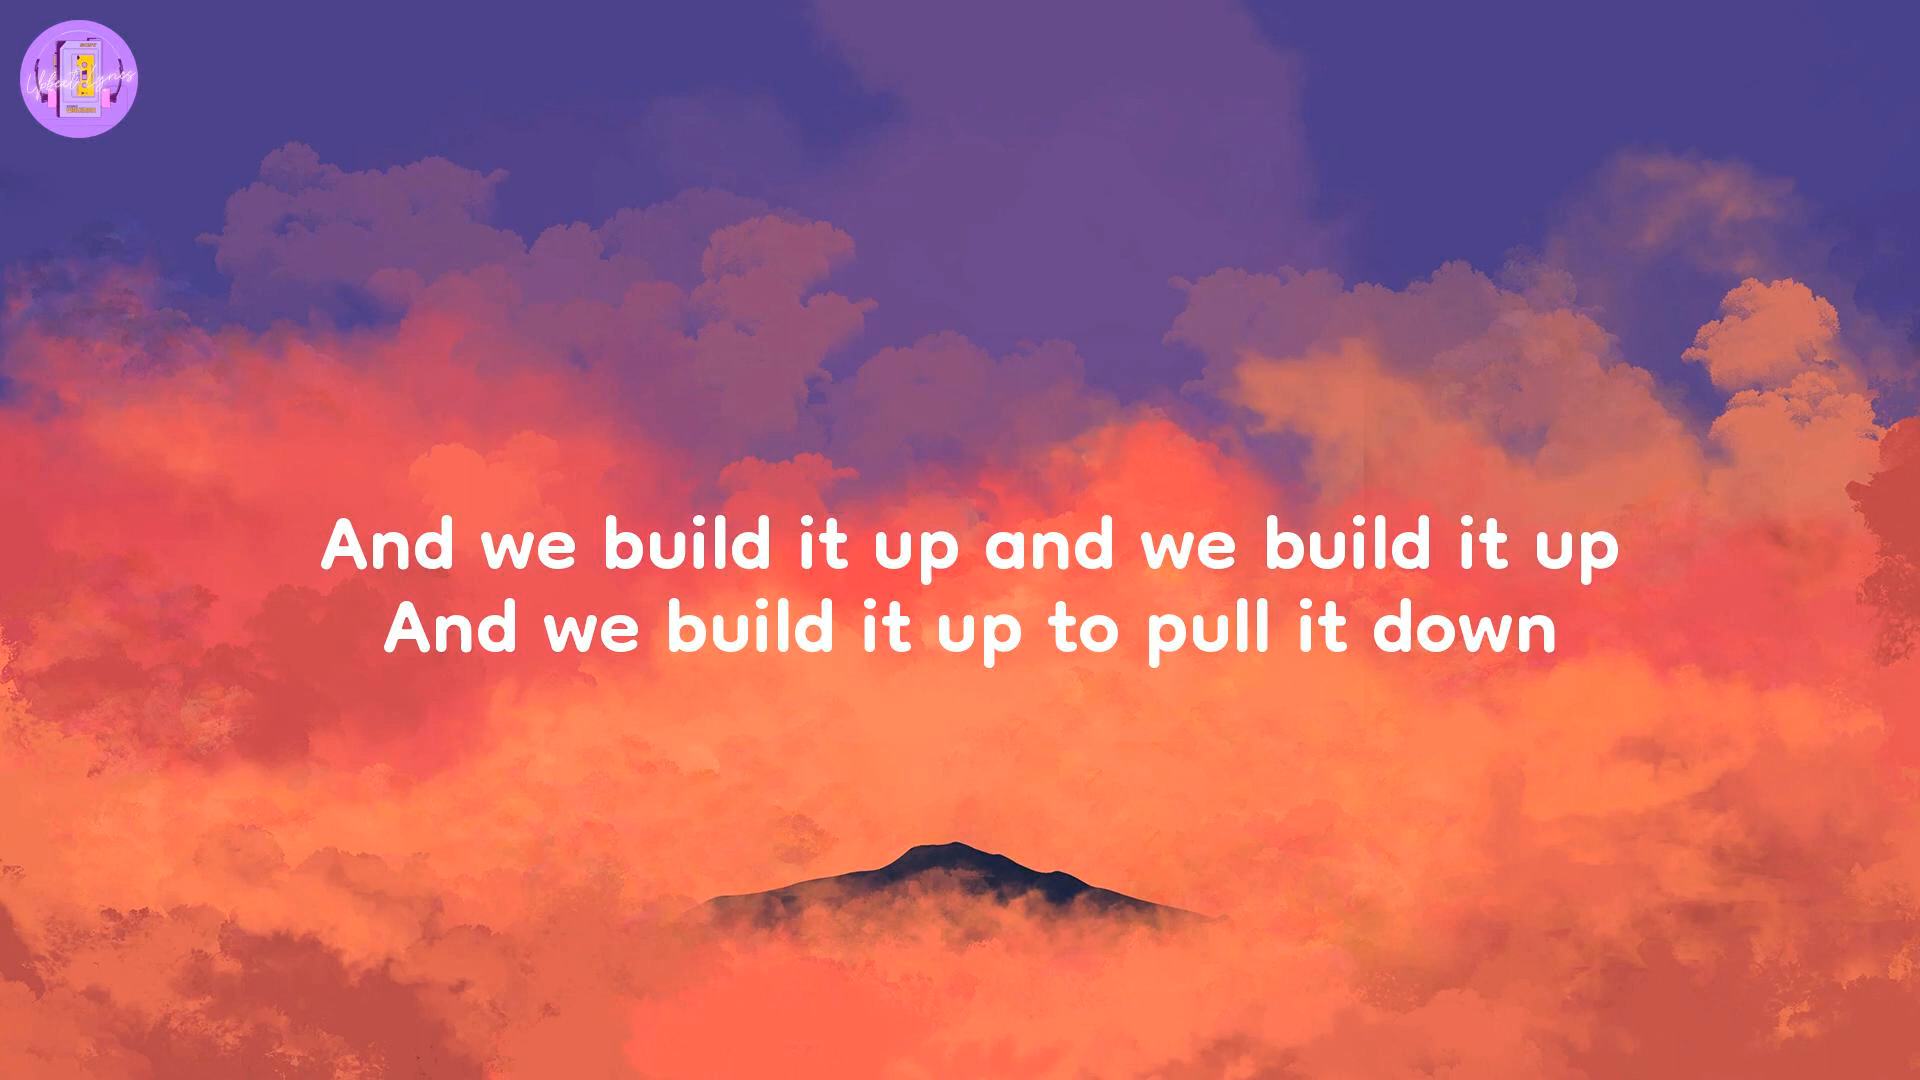 And we build it up and we build it up
And we build it up to pull it down